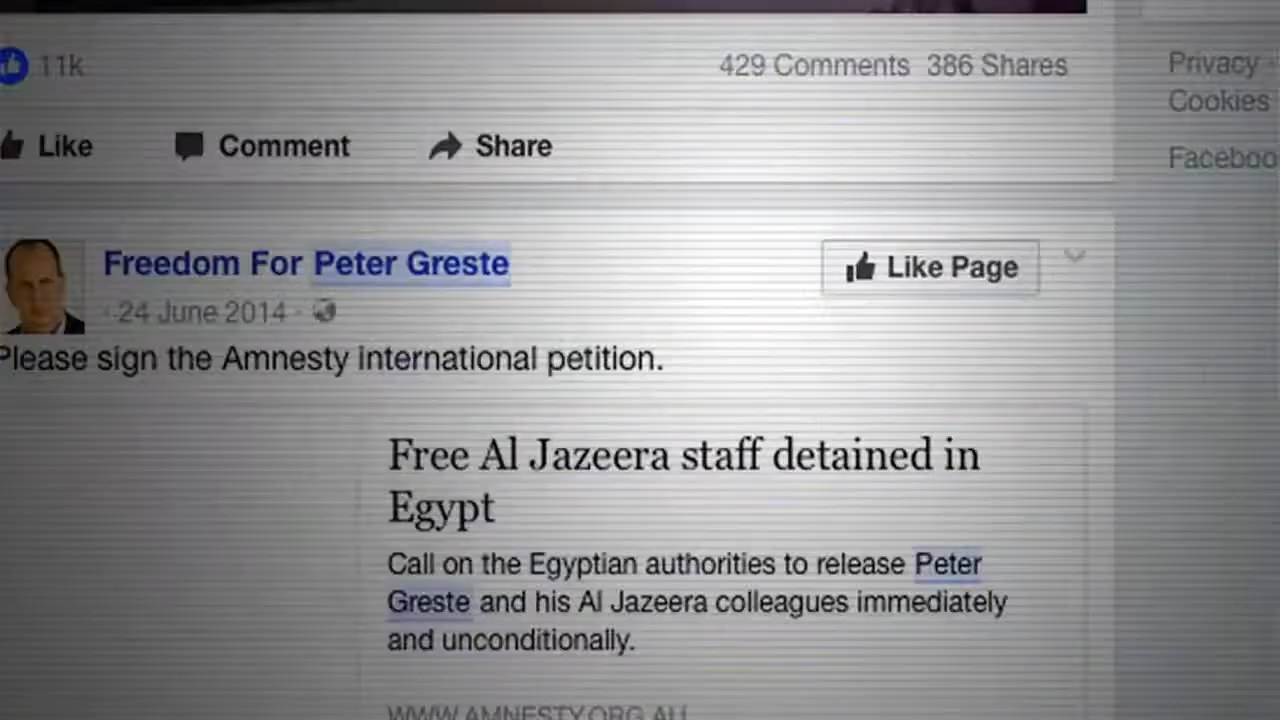 11k
429 Comments 386 Shares
Like Comment Share
Privacy
Cookies
Freedom For Peter Greste
Like Page
24 June 2014
Please sign the Amnesty international petition.
Free Al Jazeera staff detained in
Egypt
Call on the Egyptian authorities to release Peter
Greste and his Al Jazeera colleagues immediately
and unconditionally.
WWW.AMNESTY.ORG.AU